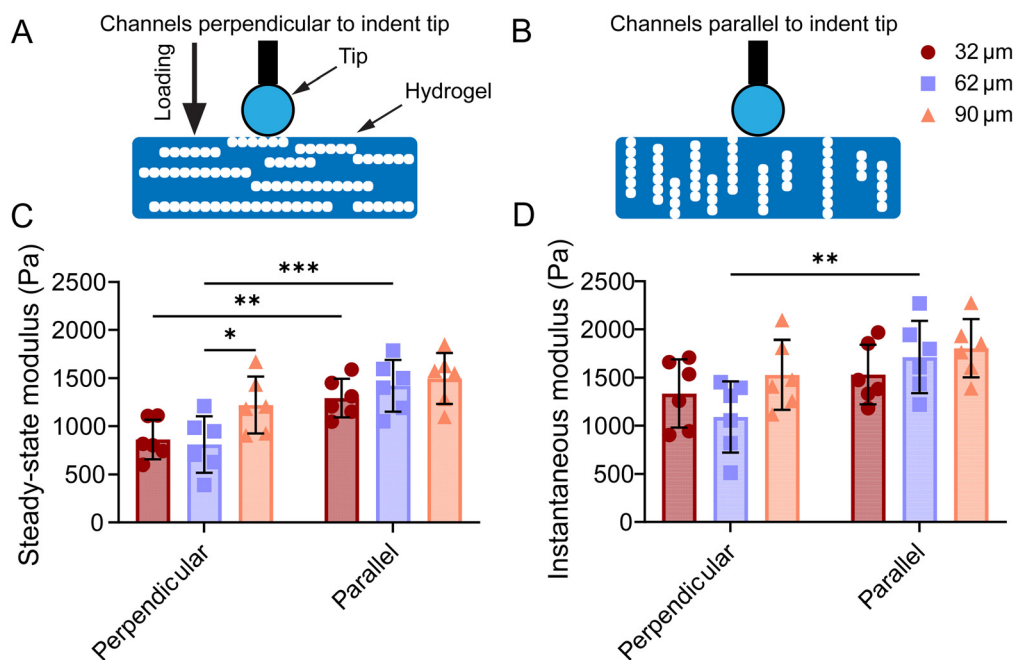 A
Channels perpendicular to indent tip
Loading
Tip
Hydrogel
B
Channels parallel to indent tip
32 µm
62 µm
90 µm
C
Steady-state modulus (Pa)
2500
2000
1500
1000
500
0
***
**
*
Perpendicular
Parallel
D
Instantaneous modulus (Pa)
2500
2000
1500
1000
500
0
**
Perpendicular
Parallel